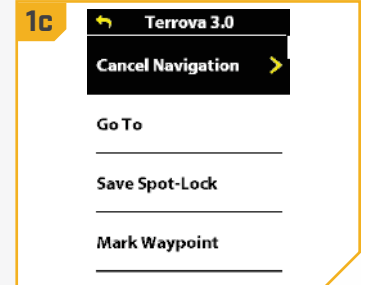 1c
Terrova 3.0
Cancel Navigation
Go To
Save Spot-Lock
Mark Waypoint